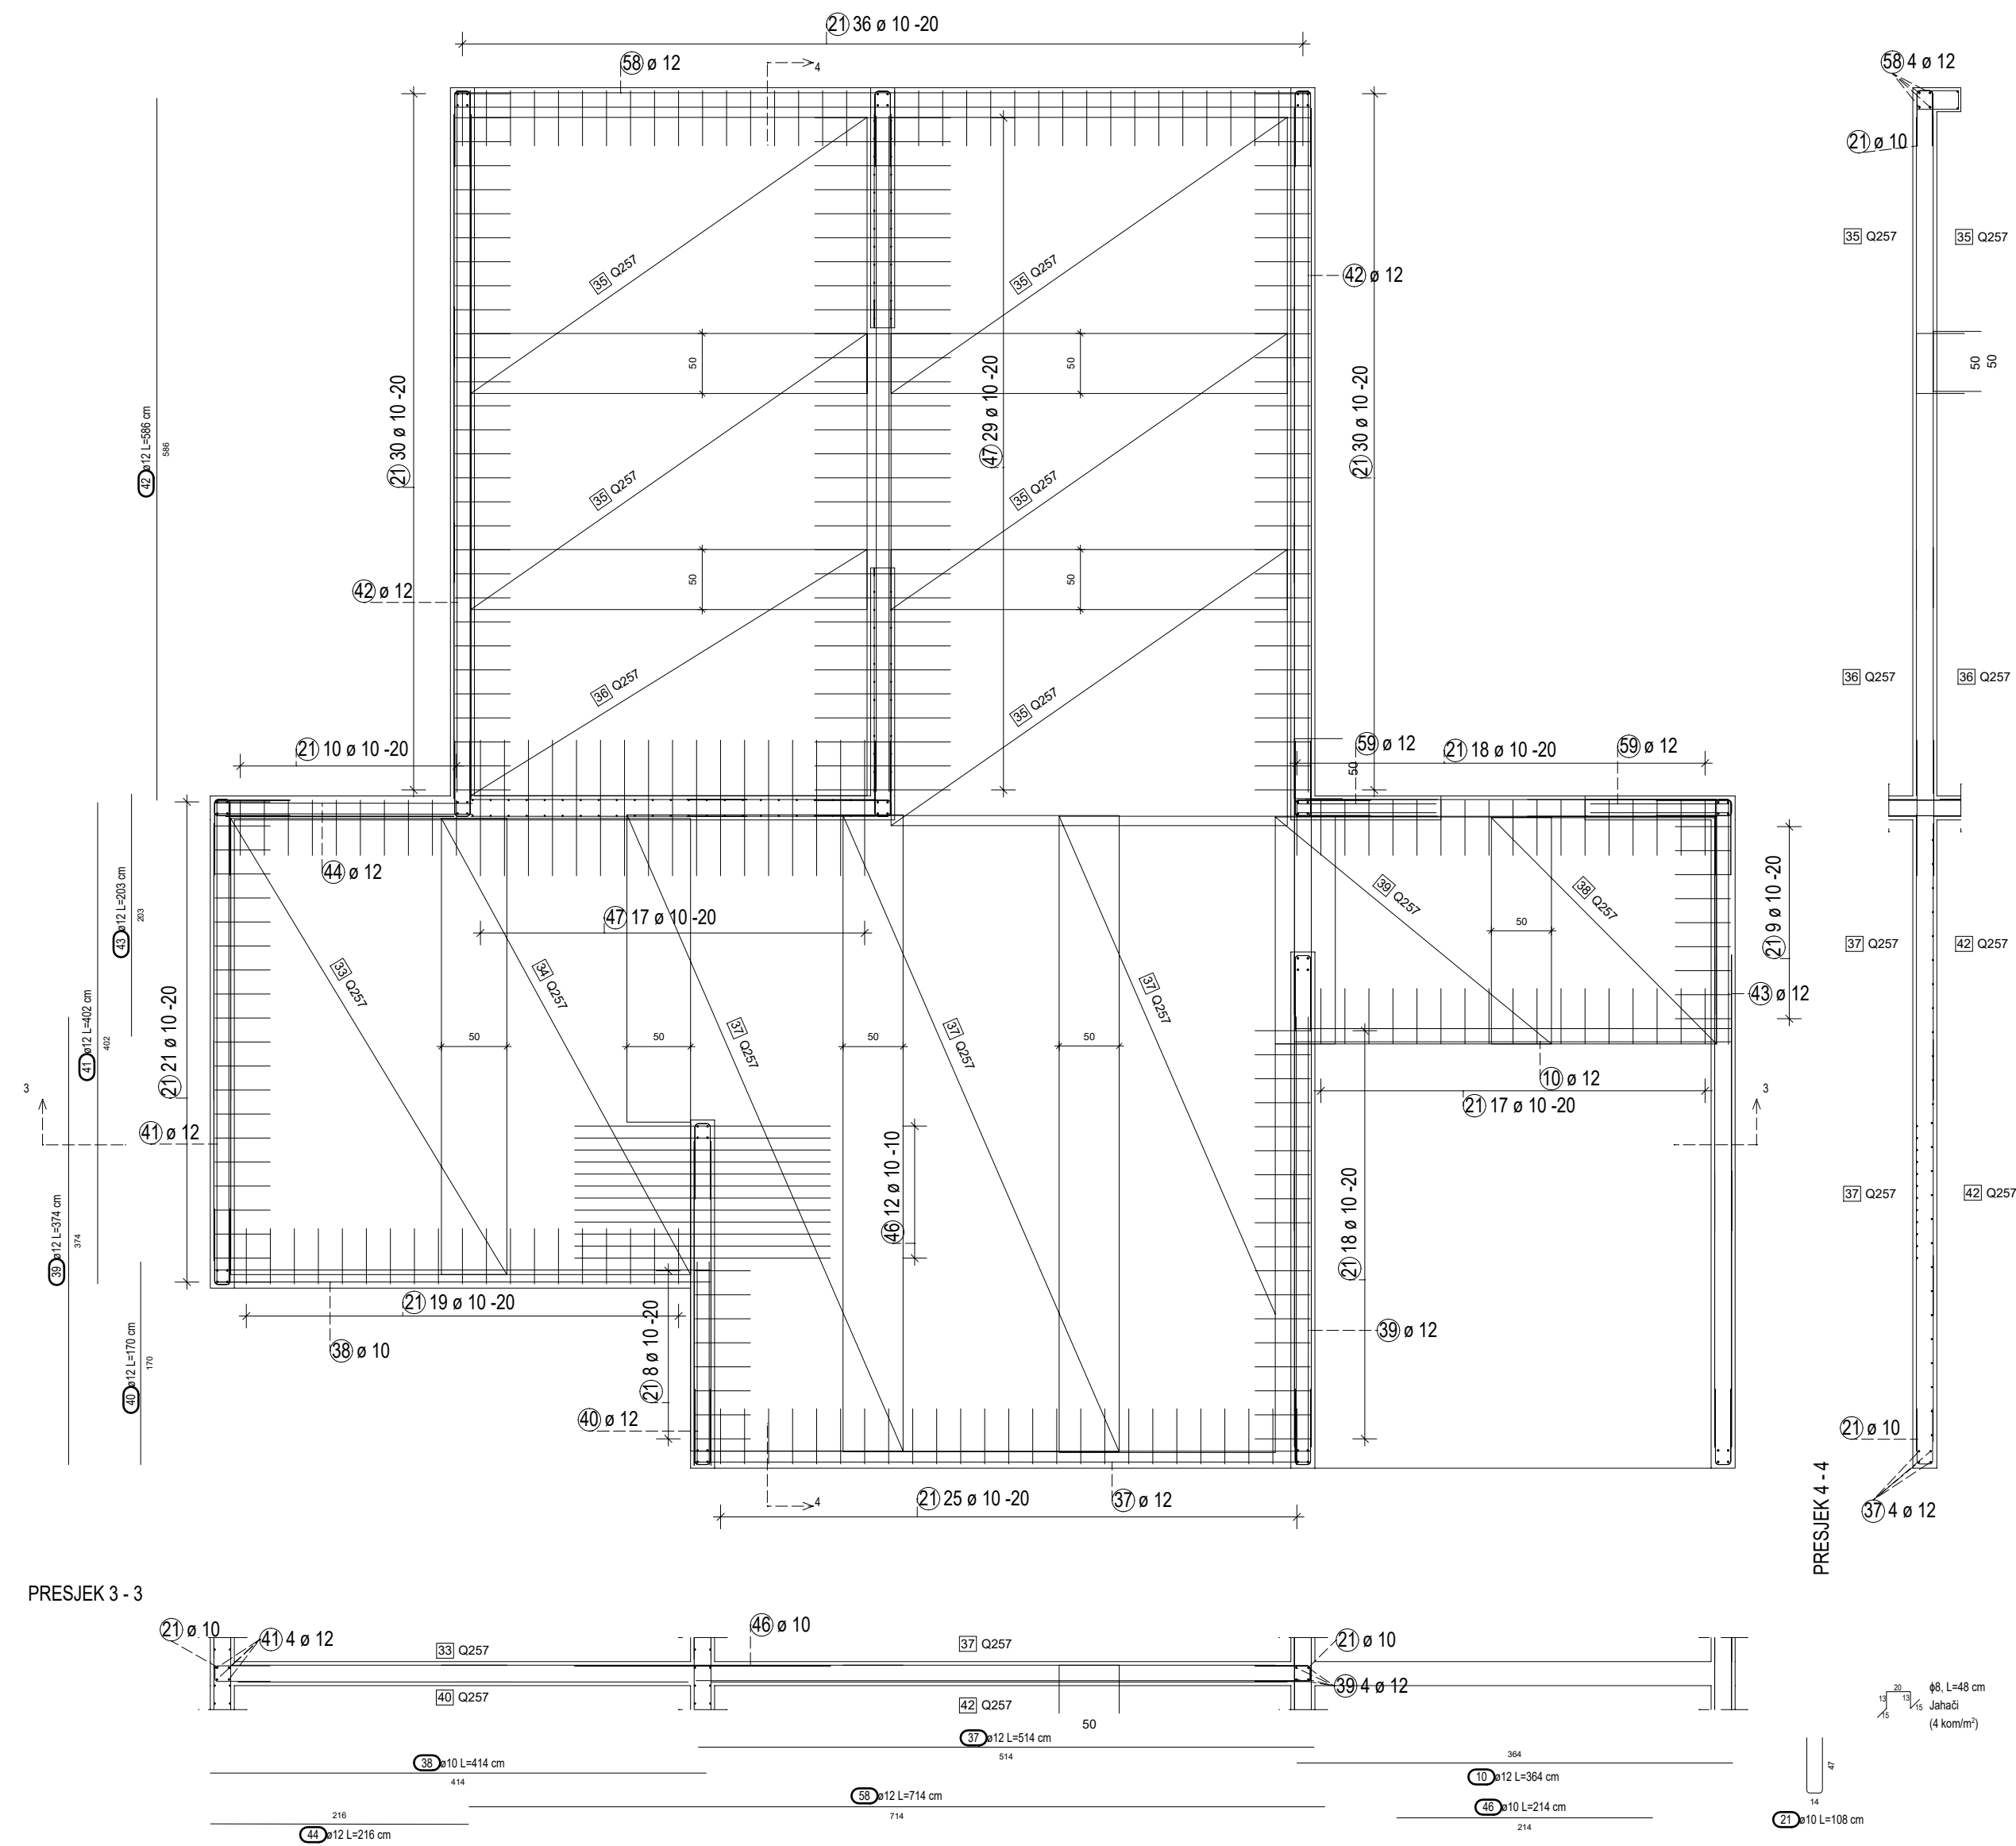 21 36 ø 10 -20
58 ø 12
4
58 4 ø 12
21 ø 10
35 Q257
35 Q257
35 Q257
35 Q257
42 ø 12
50
50
50
50
21 30 ø 10 -20
47 29 ø 10 -20
21 30 ø 10 -20
42 ø12 L=586 cm
586
35 Q257
35 Q257
42 ø 12
50
50
36 Q257
35 Q257
36 Q257
36 Q257
21 10 ø 10 -20
59 ø 12
50
21 18 ø 10 -20
59 ø 12
44 ø 12
43 ø12 L=203 cm
203
47 17 ø 10 -20
39 Q257
38 Q257
50
21 9 ø 10 -20
37 Q257
42 Q257
33 Q257
34 Q257
37 Q257
37 Q257
37 Q257
43 ø 12
41 ø12 L=402 cm
402
21 21 ø 10 -20
50
50
50
50
10 ø 12
21 17 ø 10 -20
3
3
41 ø 12
46 12 ø 10 -10
39 ø12 L=374 cm
374
21 18 ø 10 -20
37 Q257
42 Q257
21 19 ø 10 -20
38 ø 10
21 8 ø 10 -20
39 ø 12
40 ø12 L=170 cm
170
40 ø 12
21 ø 10
4
21 25 ø 10 -20
37 ø 12
37 4 ø 12
PRESJEK 4 - 4
PRESJEK 3 - 3
21 ø 10
41 4 ø 12
33 Q257
46 ø 10
37 Q257
21 ø 10
40 Q257
42 Q257
39 4 ø 12
50
20
13
13
15
15
ϕ8, L=48 cm
Jahači
(4 kom/m²)
37 ø12 L=514 cm
514
38 ø10 L=414 cm
414
364
10 ø12 L=364 cm
58 ø12 L=714 cm
714
46 ø10 L=214 cm
214
216
44 ø12 L=216 cm
47
14
21 ø10 L=108 cm